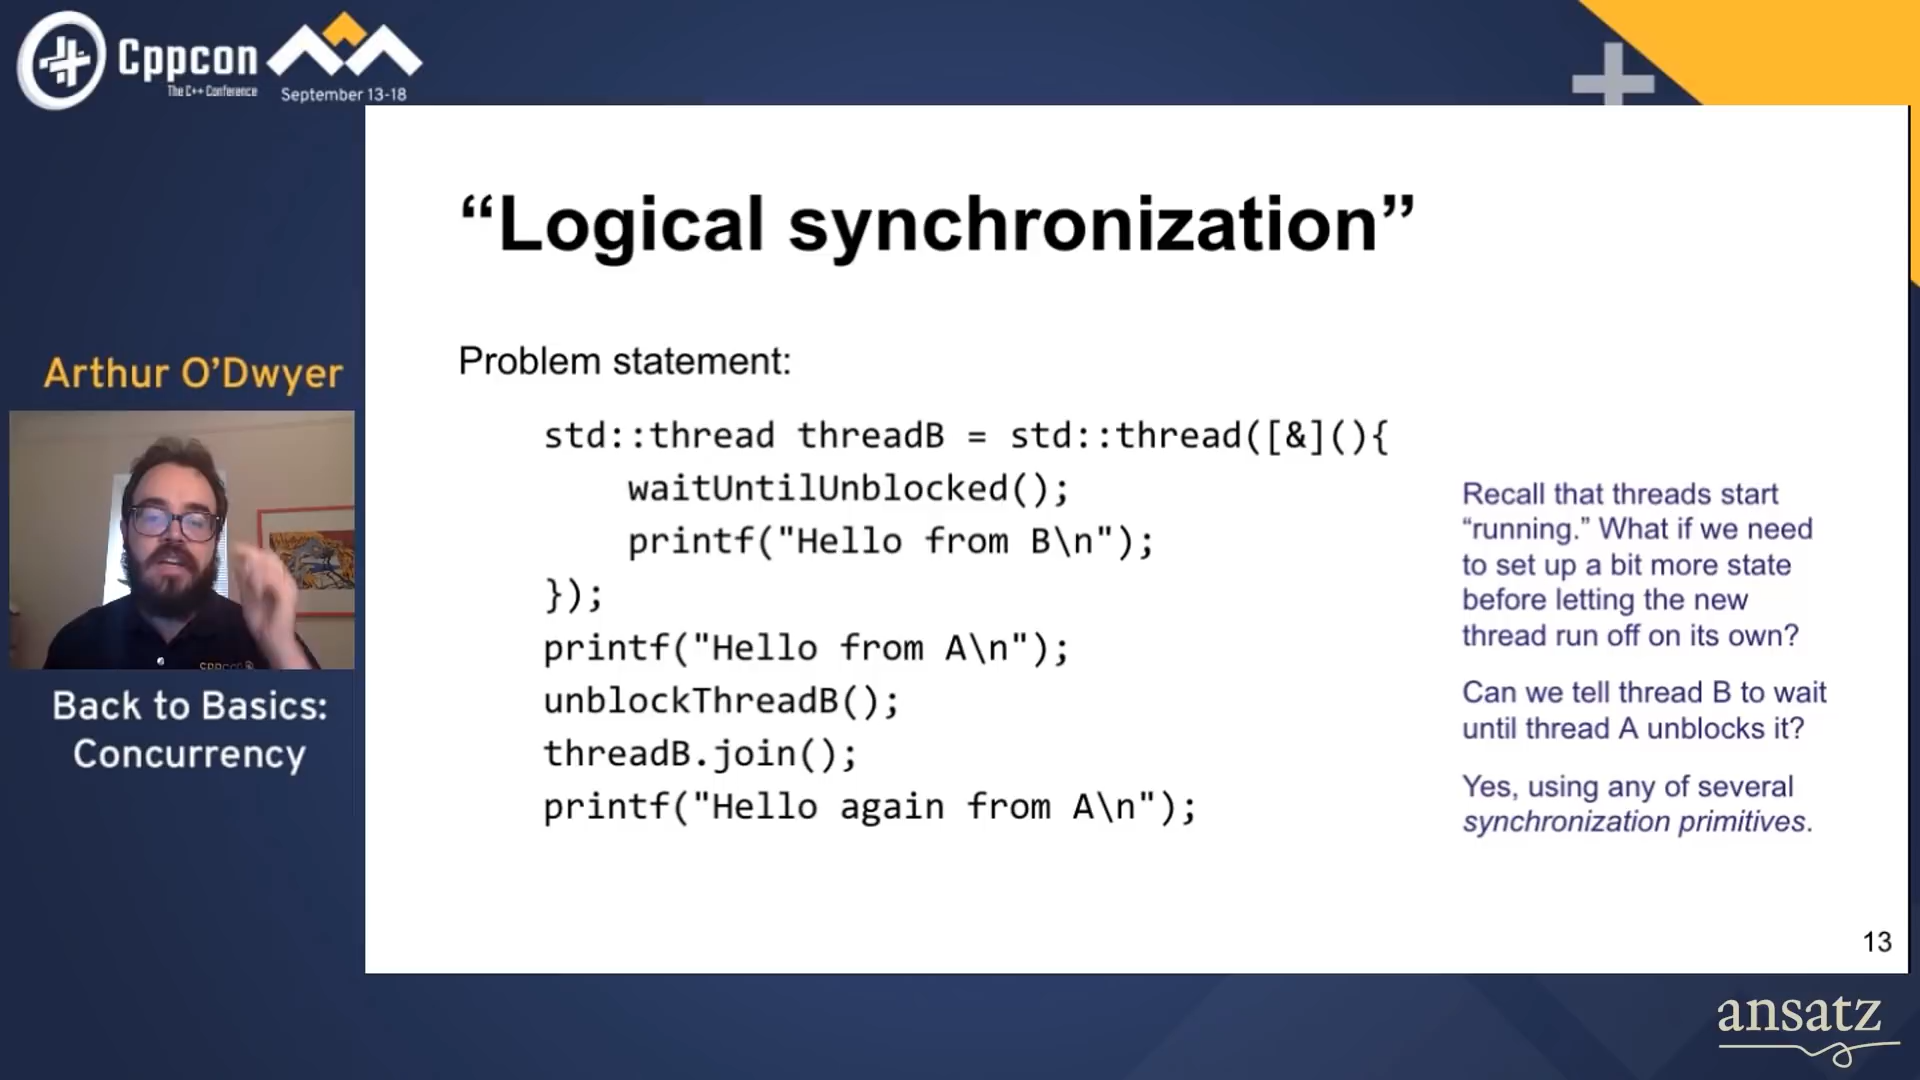 Cppcon
The C++ Conference
September 13-18
Arthur O'Dwyer
Back to Basics:
Concurrency
“Logical synchronization”
Problem statement:
std::thread threadB = std::thread([&](){
    waitUntilUnblocked();
    printf("Hello from B\n");
});
printf("Hello from A\n");
unblockThreadB();
threadB.join();
printf("Hello again from A\n");
Recall that threads start
“running.” What if we need
to set up a bit more state
before letting the new
thread run off on its own?
Can we tell thread B to wait
until thread A unblocks it?
Yes, using any of several
synchronization primitives.
13
ansatz